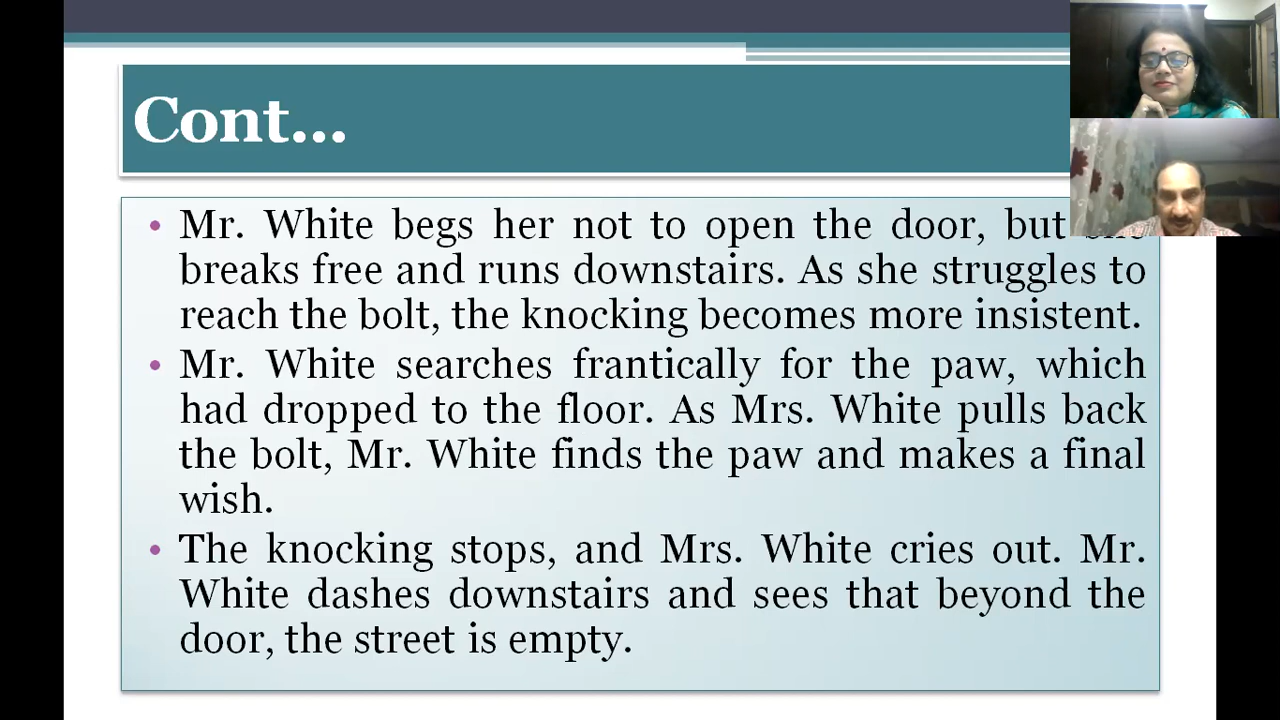 Cont...
• Mr. White begs her not to open the door, but she
breaks free and runs downstairs. As she struggles to
reach the bolt, the knocking becomes more insistent.
• Mr. White searches frantically for the paw, which
had dropped to the floor. As Mrs. White pulls back
the bolt, Mr. White finds the paw and makes a final
wish.
• The knocking stops, and Mrs. White cries out. Mr.
White dashes downstairs and sees that beyond the
door, the street is empty.